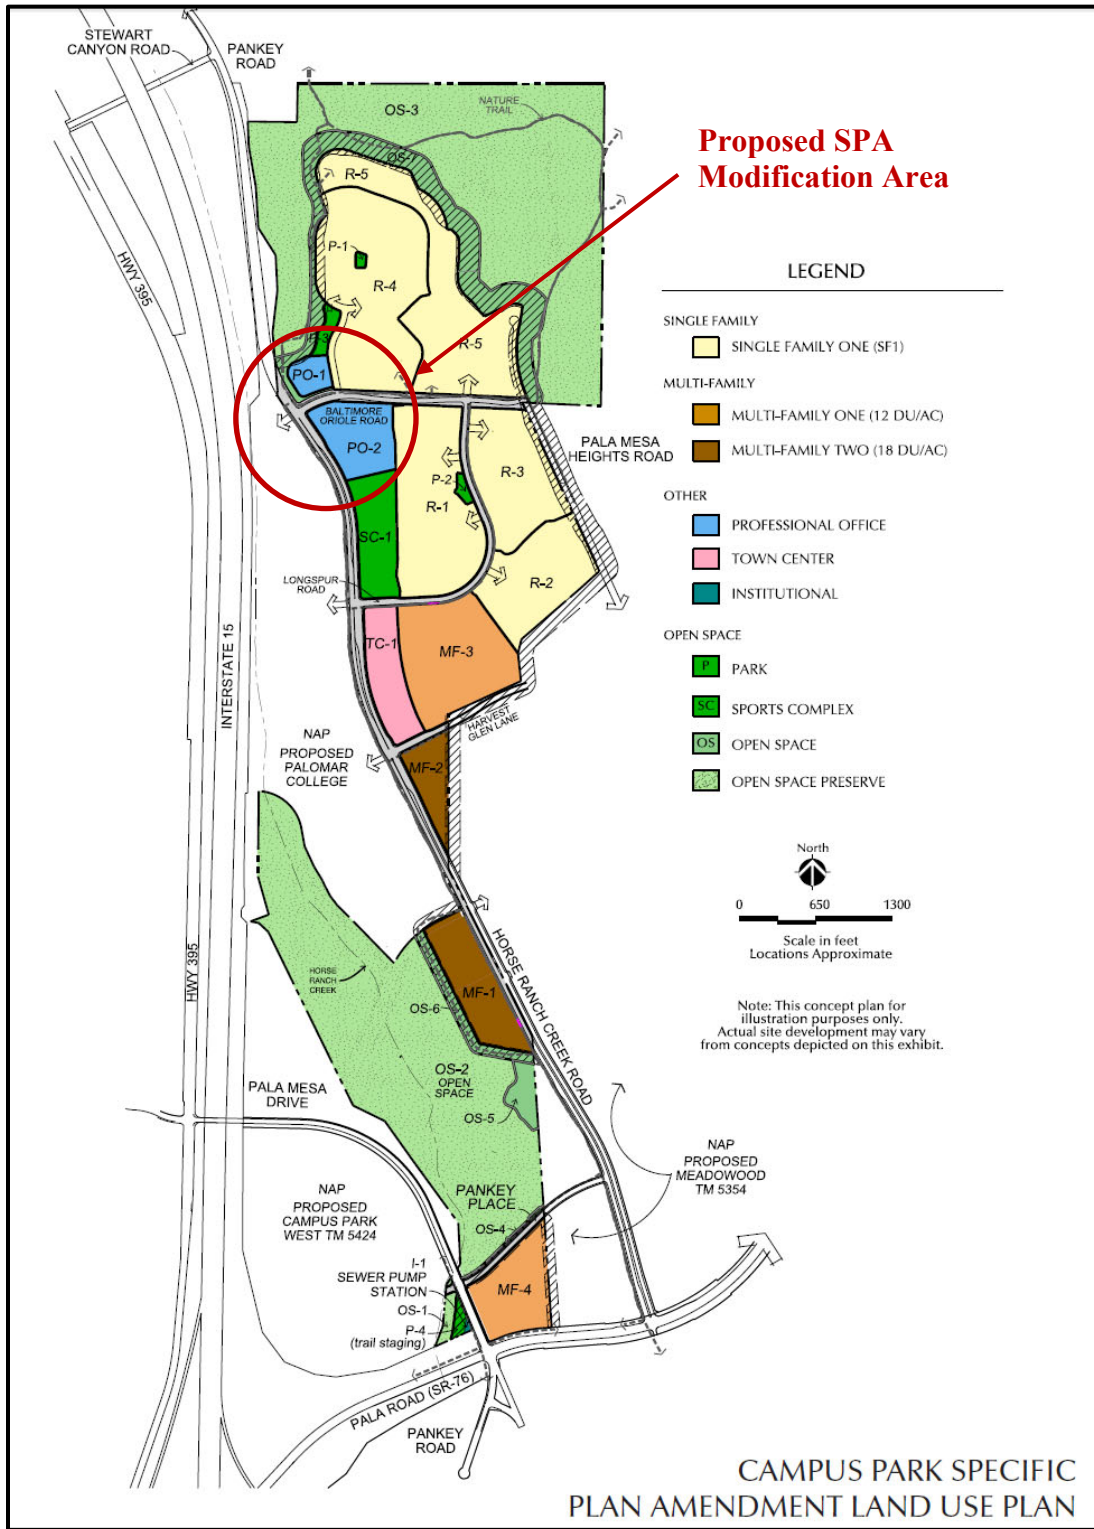 STEWART
CANYON ROAD
PANKEY
ROAD
OS-3
NATURE
TRAIL
Proposed SPA
Modification Area
OS-7
R-5
P-1
R-4
HWY 395
LEGEND
SINGLE FAMILY
SINGLE FAMILY ONE (SF1)
MULTI-FAMILY
MULTI-FAMILY ONE (12 DU/AC)
MULTI-FAMILY TWO (18 DU/AC)
OTHER
PROFESSIONAL OFFICE
TOWN CENTER
INSTITUTIONAL
OPEN SPACE
P
PARK
SC
SPORTS COMPLEX
OS
OPEN SPACE
OPEN SPACE PRESERVE
P-3
R-5
PO-1
BALTIMORE
ORIOLE ROAD
PO-2
PALA MESA
HEIGHTS ROAD
R-3
P-2
R-1
SC-1
LONGSPUR
ROAD
R-2
TC-1
MF-3
INTERSTATE 15
HARVEST
GLEN LANE
NAP
PROPOSED
PALOMAR
COLLEGE
MF-2
North
0 650 1300
Scale in feet
Locations Approximate
HWY 395
HORSE
RANCH
CREEK
HORSE RANCH CREEK ROAD
MF-1
OS-6
Note: This concept plan for
illustration purposes only.
Actual site development may vary
from concepts depicted on this exhibit.
OS-2
OPEN
SPACE
OS-5
PALA MESA
DRIVE
NAP
PROPOSED
MEADOWOOD
TM 5354
NAP
PROPOSED
CAMPUS PARK
WEST TM 5424
PANKEY
PLACE
OS-4
I-1
SEWER PUMP
STATION
OS-1
P-4
(trail staging)
MF-4
PALA ROAD (SR-76)
PANKEY
ROAD
CAMPUS PARK SPECIFIC
PLAN AMENDMENT LAND USE PLAN